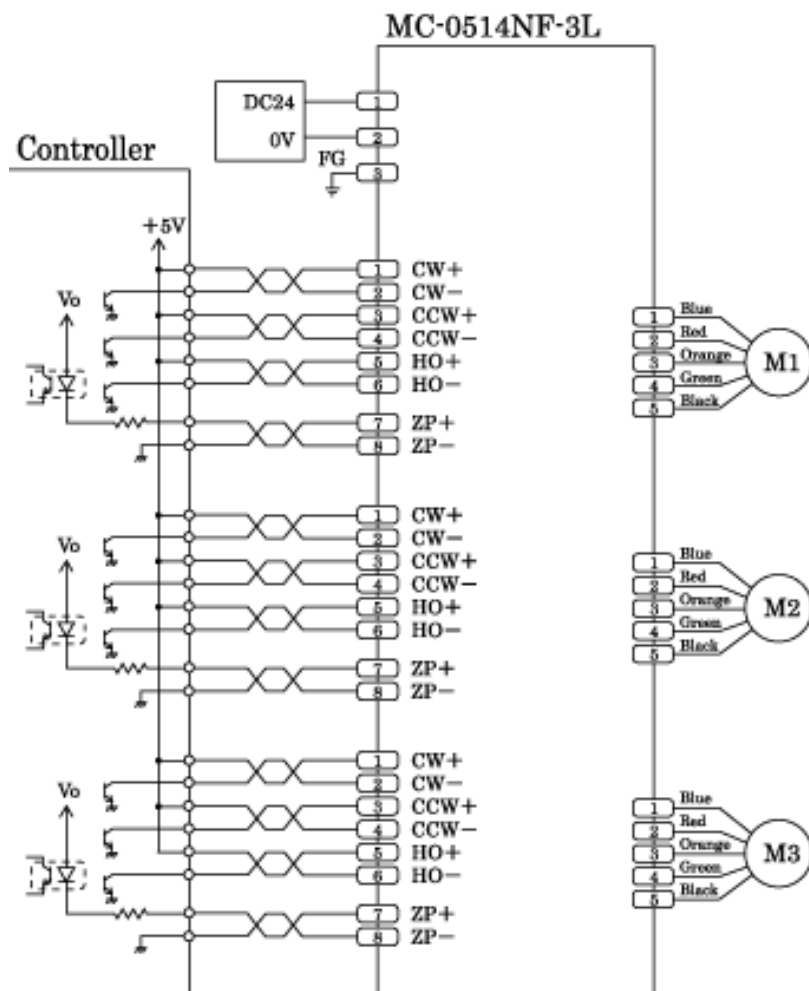 MC-0514NF-3L
DC24
0V
1
2
FG
3
Controller
+5V
Vo
1 CW+
2 CW−
3 CCW+
4 CCW−
5 HO+
6 HO−
7 ZP+
8 ZP−
1 Blue
2 Red
3 Orange
4 Green
5 Black
M1
Vo
1 CW+
2 CW−
3 CCW+
4 CCW−
5 HO+
6 HO−
7 ZP+
8 ZP−
1 Blue
2 Red
3 Orange
4 Green
5 Black
M2
Vo
1 CW+
2 CW−
3 CCW+
4 CCW−
5 HO+
6 HO−
7 ZP+
8 ZP−
1 Blue
2 Red
3 Orange
4 Green
5 Black
M3